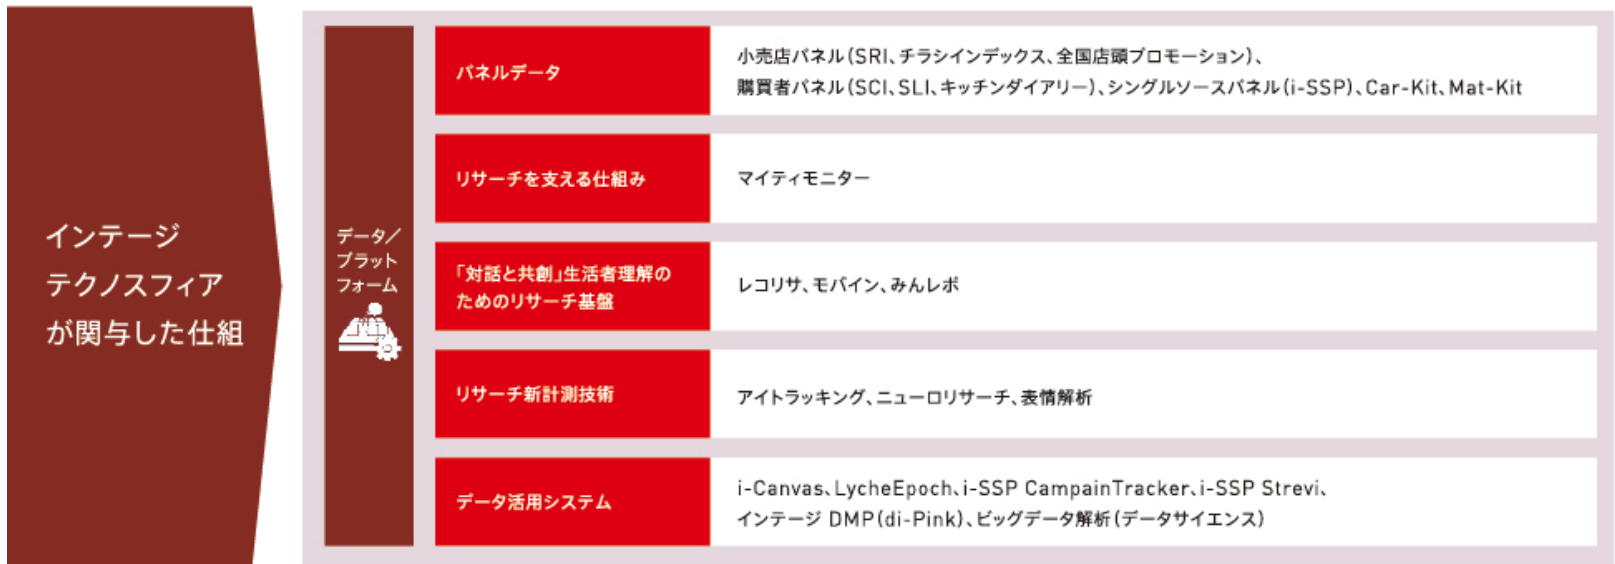 インテージ
テクノスフィア
が関与した仕組
データ／
プラット
フォーム
パネルデータ
小売店パネル(SRI、チラシインデックス、全国店頭プロモーション)、
購買者パネル(SCI、SLI、キッチンダイアリー)、シングルソースパネル(i-SSP)、Car-Kit、Mat-Kit
リサーチを支える仕組み
マイティモニター
「対話と共創」生活者理解の
ためのリサーチ基盤
レコリサ、モバイン、みんレポ
リサーチ新計測技術
アイトラッキング、ニューロリサーチ、表情解析
データ活用システム
i-Canvas、LycheEpoch、i-SSP CampainTracker、i-SSP Strevi、
インテージ DMP(di-Pink)、ビッグデータ解析(データサイエンス)